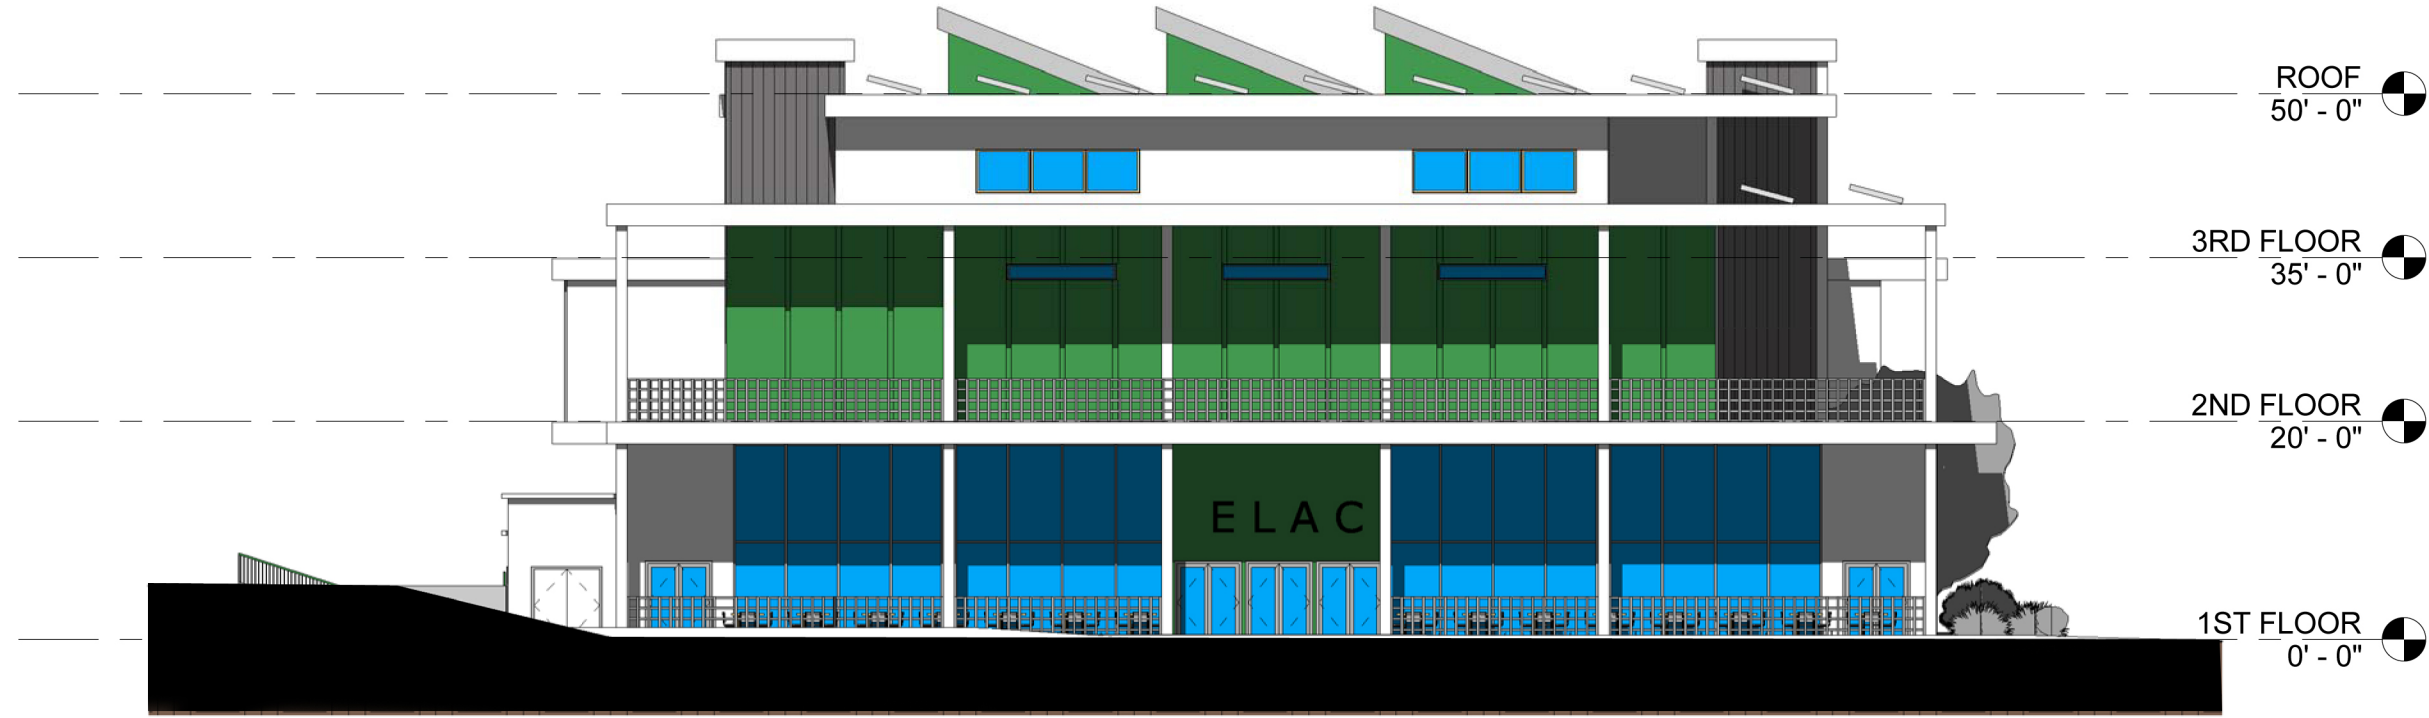 ROOF
50' - 0"
3RD FLOOR
35' - 0"
2ND FLOOR
20' - 0"
ELAC
1ST FLOOR
0' - 0"